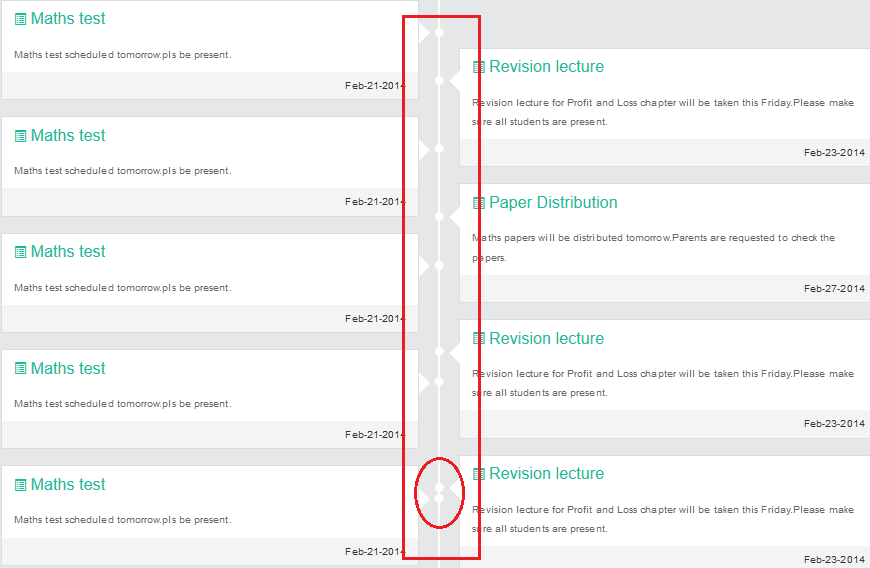 Maths test
Maths test scheduled tomorrow.pls be present.
Feb-21-2014
Revision lecture
Revision lecture for Profit and Loss chapter will be taken this Friday.Please make
sure all students are present.
Feb-23-2014
Maths test
Maths test scheduled tomorrow.pls be present.
Feb-21-2014
Paper Distribution
Maths papers will be distributed tomorrow.Parents are requested to check the
papers.
Feb-27-2014
Maths test
Maths test scheduled tomorrow.pls be present.
Feb-21-2014
Revision lecture
Revision lecture for Profit and Loss chapter will be taken this Friday.Please make
sure all students are present.
Feb-23-2014
Maths test
Maths test scheduled tomorrow.pls be present.
Feb-21-2014
Revision lecture
Revision lecture for Profit and Loss chapter will be taken this Friday.Please make
sure all students are present.
Feb-23-2014
Maths test
Maths test scheduled tomorrow.pls be present.
Feb-21-2014